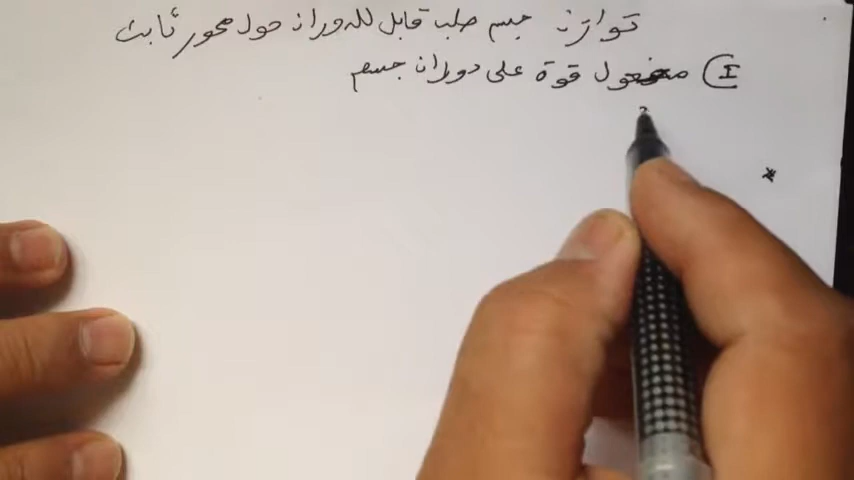 توازن جسم صلب قابل للدوران حول محور ثابت
I) مفعول قوة على دوران جسم
*